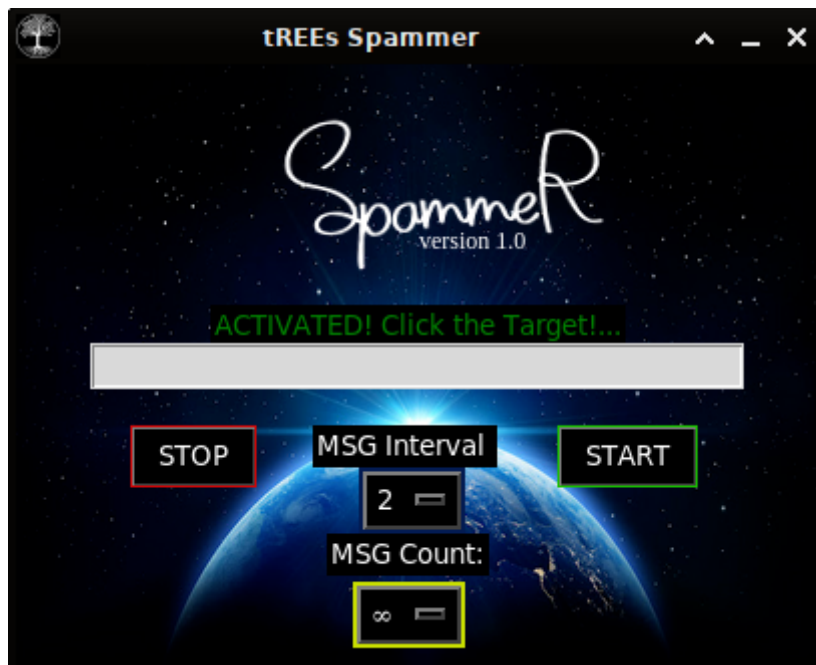 tREEs Spammer
SpammeR
version 1.0
ACTIVATED! Click the Target!...
STOP
MSG Interval
START
2
MSG Count:
∞